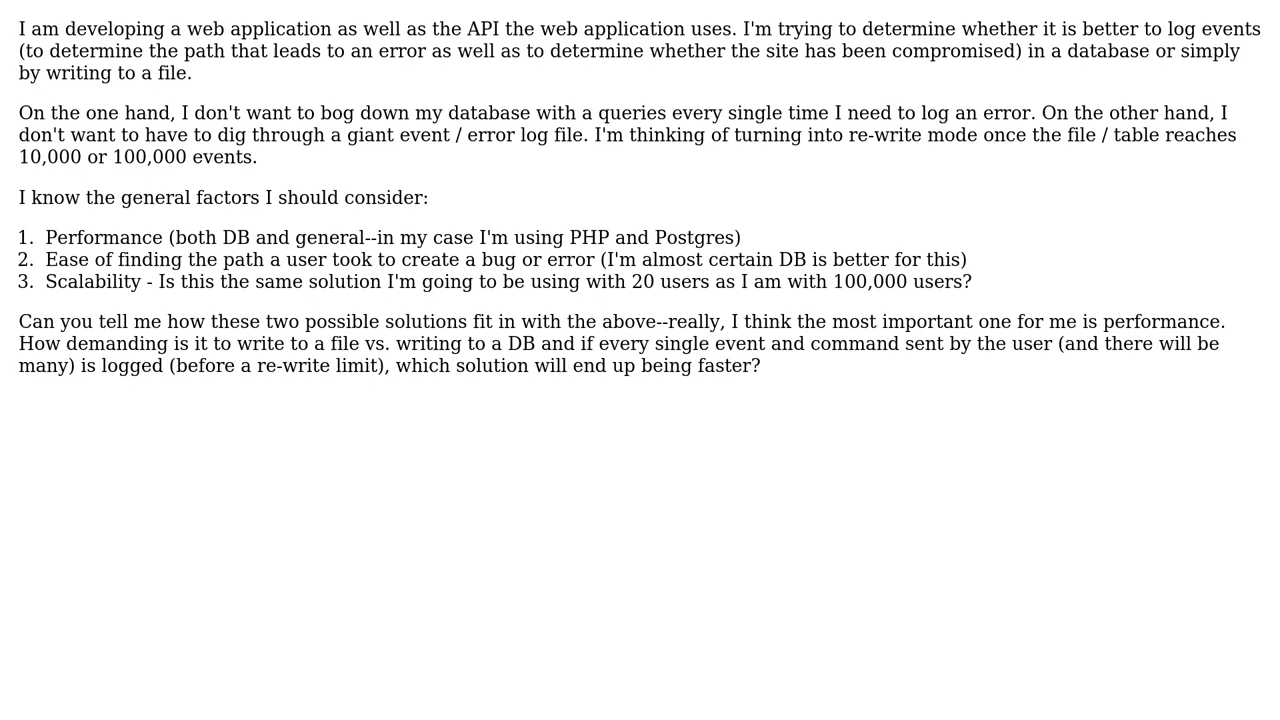 I am developing a web application as well as the API the web application uses. I'm trying to determine whether it is better to log events
(to determine the path that leads to an error as well as to determine whether the site has been compromised) in a database or simply
by writing to a file.
On the one hand, I don't want to bog down my database with a queries every single time I need to log an error. On the other hand, I
don't want to have to dig through a giant event / error log file. I'm thinking of turning into re-write mode once the file / table reaches
10,000 or 100,000 events.
I know the general factors I should consider:
1. Performance (both DB and general--in my case I'm using PHP and Postgres)
2. Ease of finding the path a user took to create a bug or error (I'm almost certain DB is better for this)
3. Scalability - Is this the same solution I'm going to be using with 20 users as I am with 100,000 users?
Can you tell me how these two possible solutions fit in with the above--really, I think the most important one for me is performance.
How demanding is it to write to a file vs. writing to a DB and if every single event and command sent by the user (and there will be
many) is logged (before a re-write limit), which solution will end up being faster?